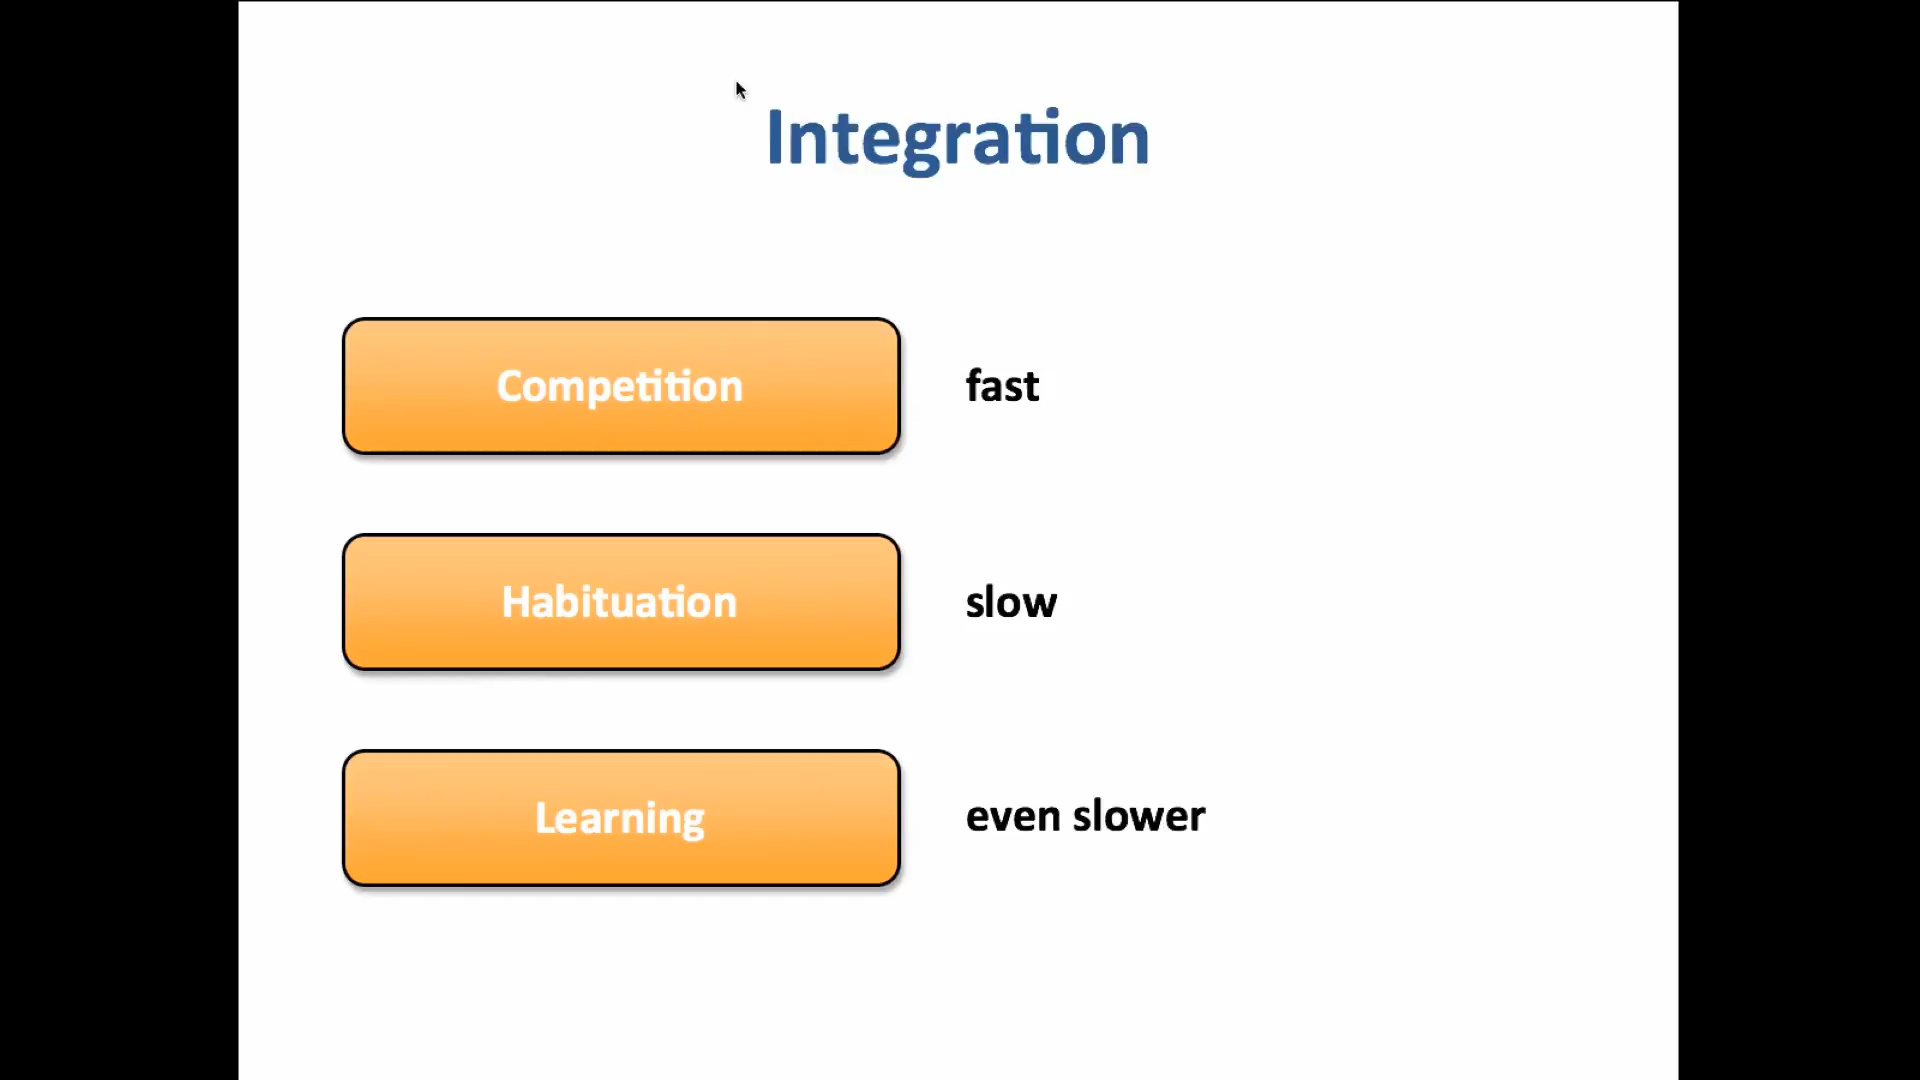 Integration
Competition fast
Habituation slow
Learning even slower